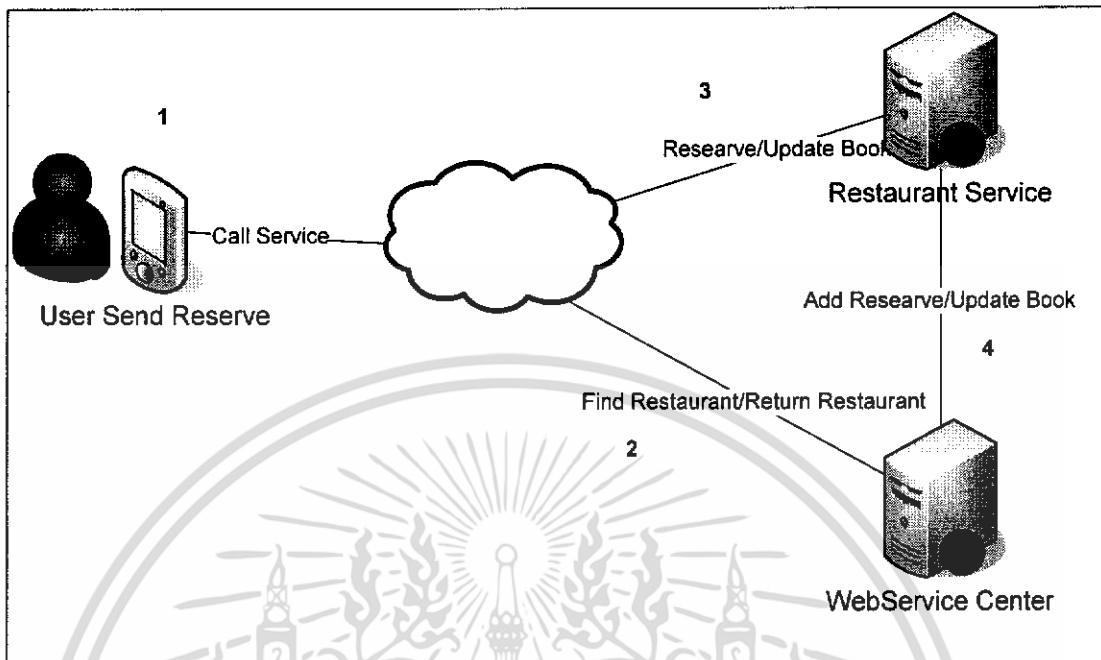 1
3
Researve/Update Book
Restaurant Service
Call Service
User Send Reserve
Add Researve/Update Book
4
Find Restaurant/Return Restaurant
2
WebService Center